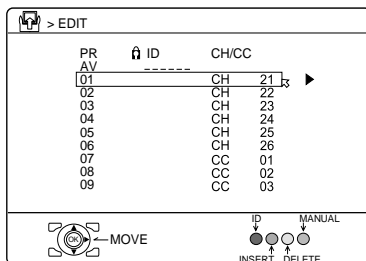 > EDIT
PR ID CH/CC
AV _ _ _ _ _ _
01 CH 21
02 CH 22
03 CH 23
04 CH 24
05 CH 25
06 CH 26
07 CC 01
08 CC 02
09 CC 03
ID MANUAL
OK MOVE
INSERT DELETE